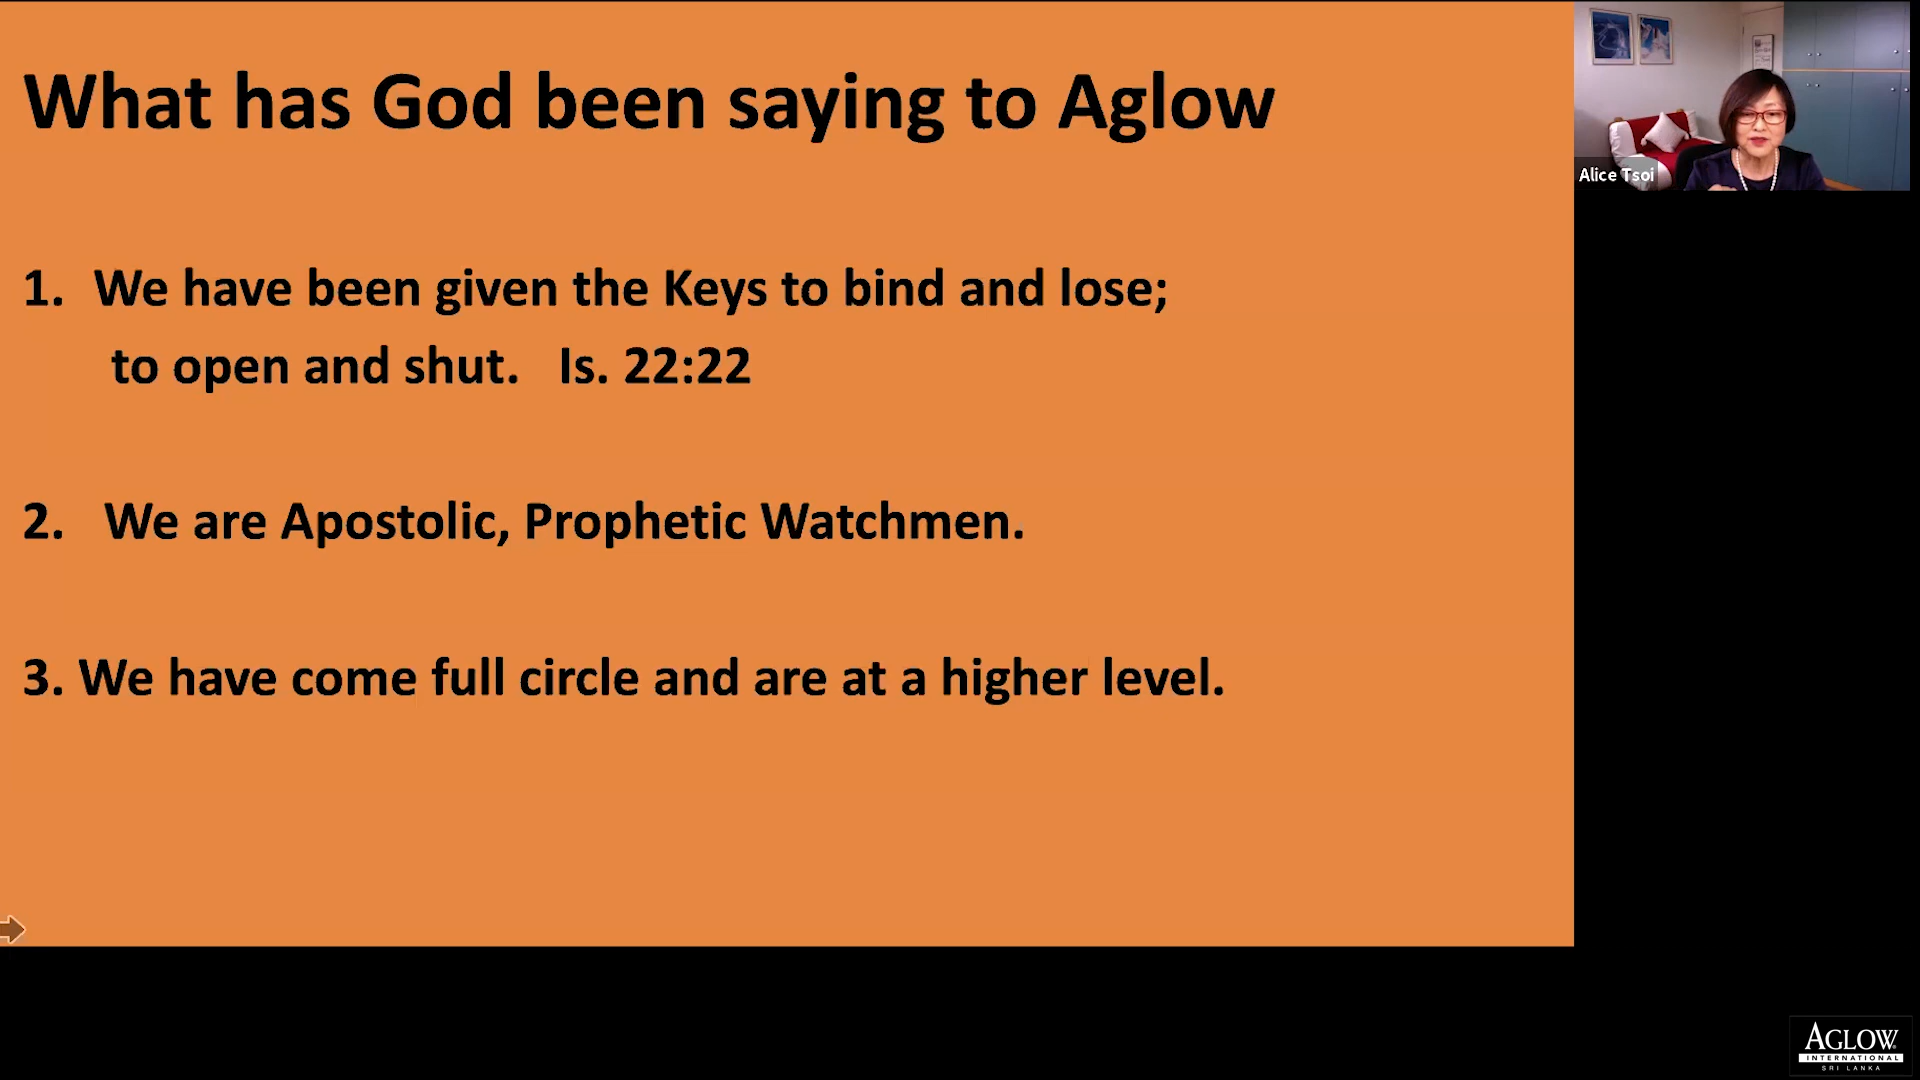 What has God been saying to Aglow
1. We have been given the Keys to bind and lose;
to open and shut. Is. 22:22
2. We are Apostolic, Prophetic Watchmen.
3. We have come full circle and are at a higher level.
Alice Tsoi
AGLOW
INTERNATIONAL
SRI LANKA